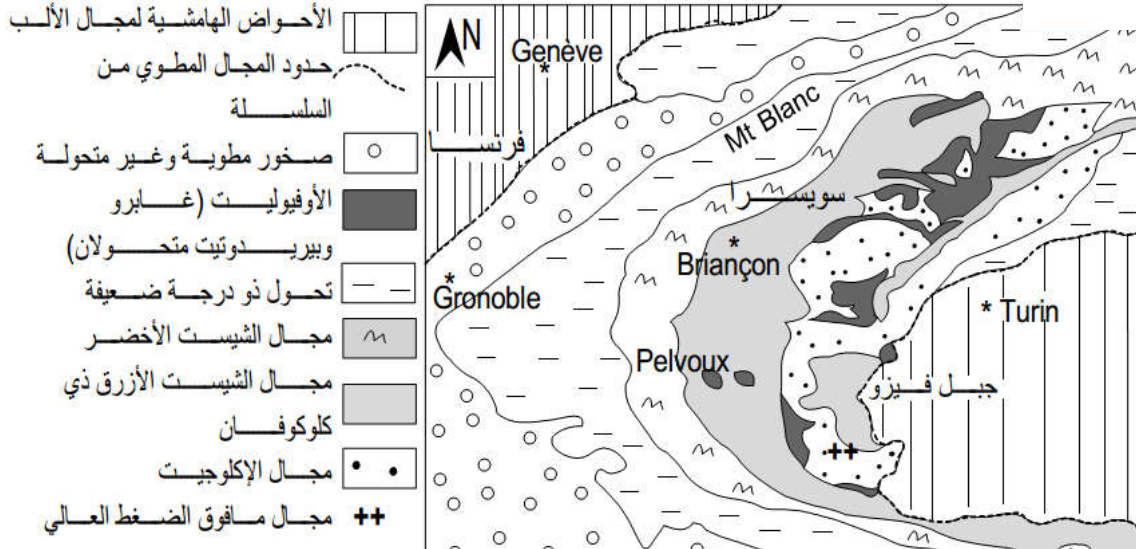 الأحواض الهامشية لمجال الألب
حدود المجال المطوي من
السلسلة
صخور مطوية وغير متحولة
الأوفيوليت (غابرو
وبيريدوتيت متحولان)
تحول ذو درجة ضعيفة
مجال الشيست الأخضر
مجال الشيست الأزرق ذي
كلوكوفان
مجال الإكلوجيت
++ مجال مافوق الضغط العالي
N
Genève
*
فرنسا
Mt Blanc
سويسرا
*
Briançon
*
Gronoble
* Turin
Pelvoux
جبل فيزو
++